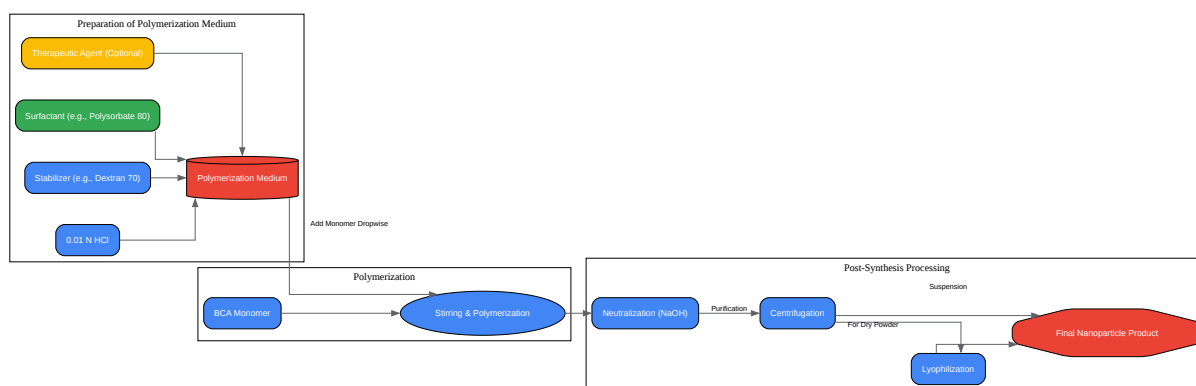 Preparation of Polymerization Medium
Therapeutic Agent (Optional)
Surfactant (e.g., Polysorbate 80)
Stabilizer (e.g., Dextran 70)
Polymerization Medium
0.01 N HCl
Add Monomer Dropwise
Polymerization
BCA Monomer
Stirring & Polymerization
Post-Synthesis Processing
Neutralization (NaOH)
Purification
Centrifugation
Suspension
For Dry Powder
Lyophilization
Final Nanoparticle Product